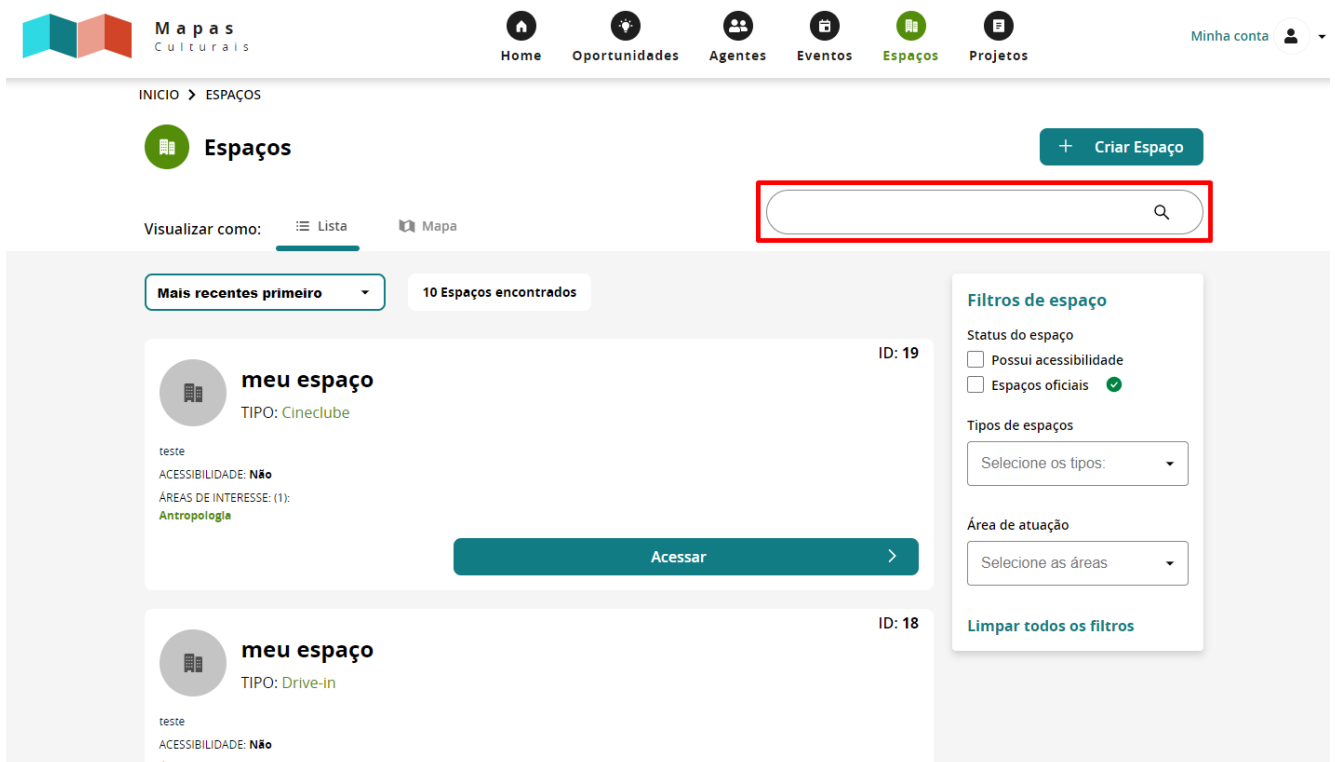 Mapas
Culturais
Home
Oportunidades
Agentes
Eventos
Espaços
Projetos
Minha conta
INICIO > ESPAÇOS
Espaços
+ Criar Espaço
Visualizar como:
Lista
Mapa
Mais recentes primeiro
10 Espaços encontrados
ID: 19
meu espaço
TIPO: Cineclube
teste
ACESSIBILIDADE: Não
ÁREAS DE INTERESSE: (1):
Antropologia
Acessar
ID: 18
meu espaço
TIPO: Drive-in
teste
ACESSIBILIDADE: Não
Filtros de espaço
Status do espaço
Possui acessibilidade
Espaços oficiais
Tipos de espaços
Selecione os tipos:
Área de atuação
Selecione as áreas
Limpar todos os filtros